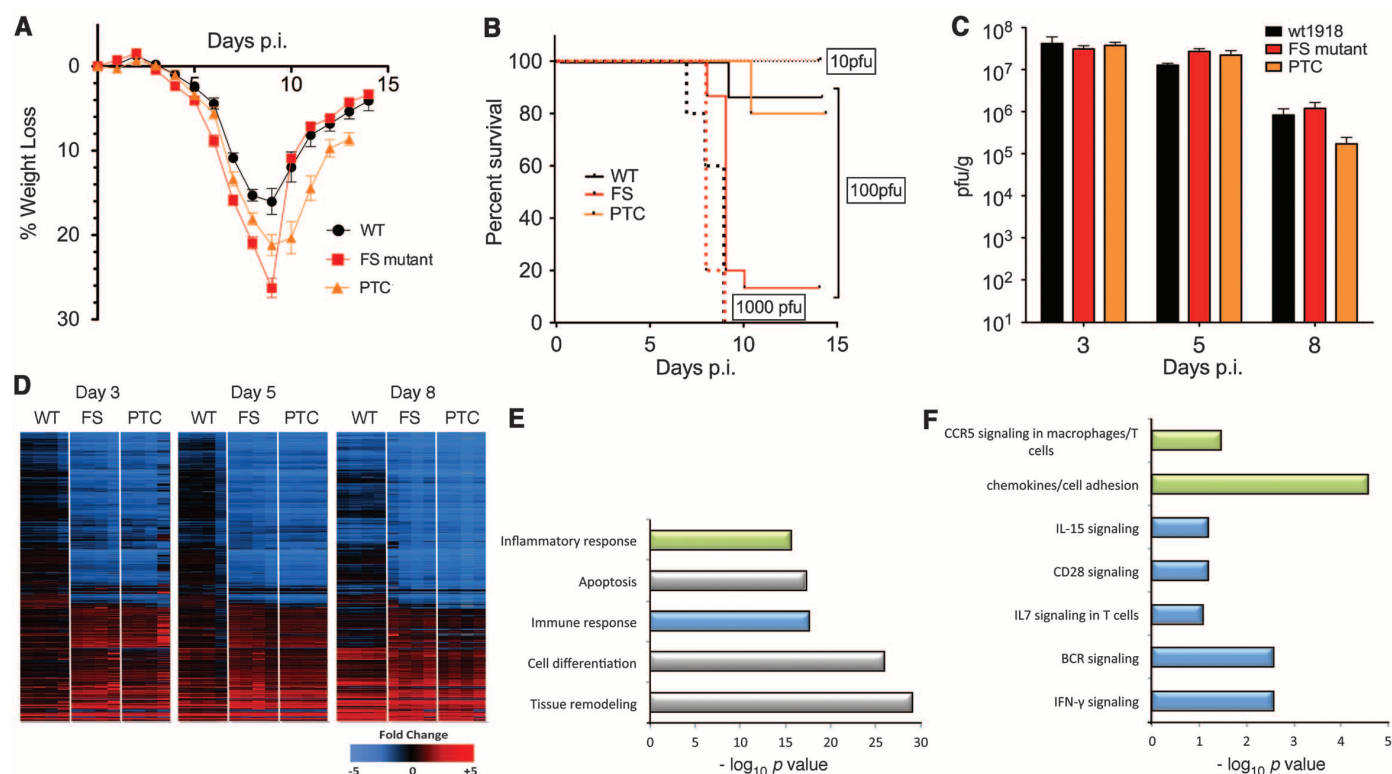 A
Days p.i.
0
5
10
15
0
10
20
30
% Weight Loss
WT
FS mutant
PTC
B
100
80
60
40
20
0
Percent survival
10pfu
100pfu
1000 pfu
WT
FS
PTC
0
5
10
15
Days p.i.
C
wt1918
FS mutant
PTC
pfu/g
10⁸
10⁷
10⁶
10⁵
10⁴
10³
10²
10¹
3
5
8
Days p.i.
D
Day 3
Day 5
Day 8
WT FS PTC
WT FS PTC
WT FS PTC
Fold Change
-5
0
+5
E
Inflammatory response
Apoptosis
Immune response
Cell differentiation
Tissue remodeling
0
5
10
15
20
25
30
- log₁₀ p value
F
CCR5 signaling in macrophages/T
cells
chemokines/cell adhesion
IL-15 signaling
CD28 signaling
IL7 signaling in T cells
BCR signaling
IFN-γ signaling
0
1
2
3
4
5
- log₁₀ p value